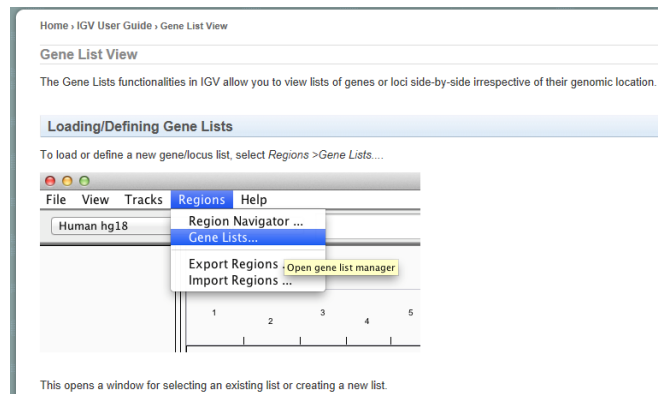 Home › IGV User Guide › Gene List View
Gene List View
The Gene Lists functionalities in IGV allow you to view lists of genes or loci side-by-side irrespective of their genomic location.
Loading/Defining Gene Lists
To load or define a new gene/locus list, select Regions >Gene Lists....
File View Tracks Regions Help
Human hg18
Region Navigator ...
Gene Lists...
Export Regions
Open gene list manager
Import Regions ...
1 2 3 4 5
This opens a window for selecting an existing list or creating a new list.